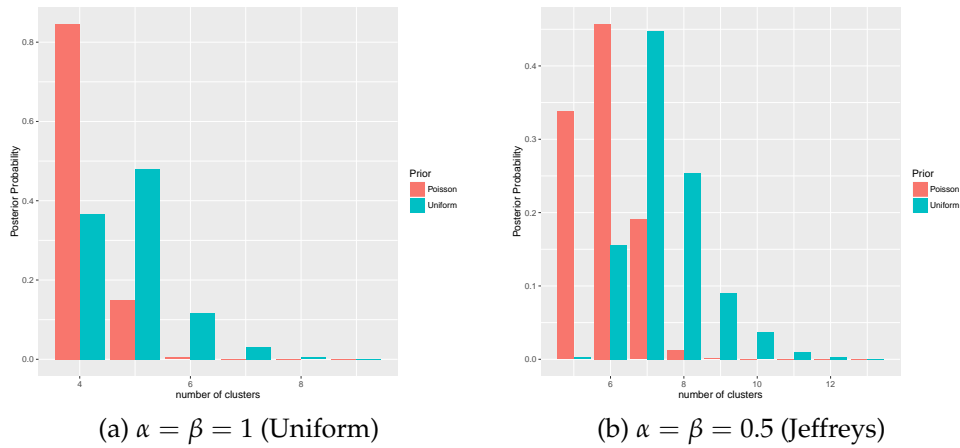 0.8
0.6
0.4
0.2
0.0
Posterior Probability
4
6
8
number of clusters
Prior
Poisson
Uniform
(a) α = β = 1 (Uniform)
0.4
0.3
0.2
0.1
0.0
Posterior Probability
6
8
10
12
number of clusters
Prior
Poisson
Uniform
(b) α = β = 0.5 (Jeffreys)